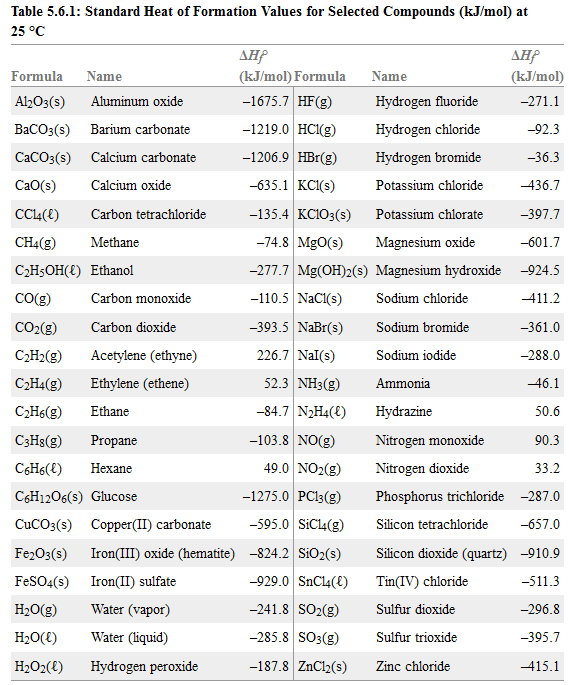 Table 5.6.1: Standard Heat of Formation Values for Selected Compounds (kJ/mol) at
25 °C
ΔHf° ΔHf°
Formula Name (kJ/mol) Formula Name (kJ/mol)
Al2O3(s) Aluminum oxide −1675.7 HF(g) Hydrogen fluoride −271.1
BaCO3(s) Barium carbonate −1219.0 HCl(g) Hydrogen chloride −92.3
CaCO3(s) Calcium carbonate −1206.9 HBr(g) Hydrogen bromide −36.3
CaO(s) Calcium oxide −635.1 KCl(s) Potassium chloride −436.7
CCl4(ℓ) Carbon tetrachloride −135.4 KClO3(s) Potassium chlorate −397.7
CH4(g) Methane −74.8 MgO(s) Magnesium oxide −601.7
C2H5OH(ℓ) Ethanol −277.7 Mg(OH)2(s) Magnesium hydroxide −924.5
CO(g) Carbon monoxide −110.5 NaCl(s) Sodium chloride −411.2
CO2(g) Carbon dioxide −393.5 NaBr(s) Sodium bromide −361.0
C2H2(g) Acetylene (ethyne) 226.7 NaI(s) Sodium iodide −288.0
C2H4(g) Ethylene (ethene) 52.3 NH3(g) Ammonia −46.1
C2H6(g) Ethane −84.7 N2H4(ℓ) Hydrazine 50.6
C3H8(g) Propane −103.8 NO(g) Nitrogen monoxide 90.3
C6H6(ℓ) Hexane 49.0 NO2(g) Nitrogen dioxide 33.2
C6H12O6(s) Glucose −1275.0 PCl3(g) Phosphorus trichloride −287.0
CuCO3(s) Copper(II) carbonate −595.0 SiCl4(g) Silicon tetrachloride −657.0
Fe2O3(s) Iron(III) oxide (hematite) −824.2 SiO2(s) Silicon dioxide (quartz) −910.9
FeSO4(s) Iron(II) sulfate −929.0 SnCl4(ℓ) Tin(IV) chloride −511.3
H2O(g) Water (vapor) −241.8 SO2(g) Sulfur dioxide −296.8
H2O(ℓ) Water (liquid) −285.8 SO3(g) Sulfur trioxide −395.7
H2O2(ℓ) Hydrogen peroxide −187.8 ZnCl2(s) Zinc chloride −415.1